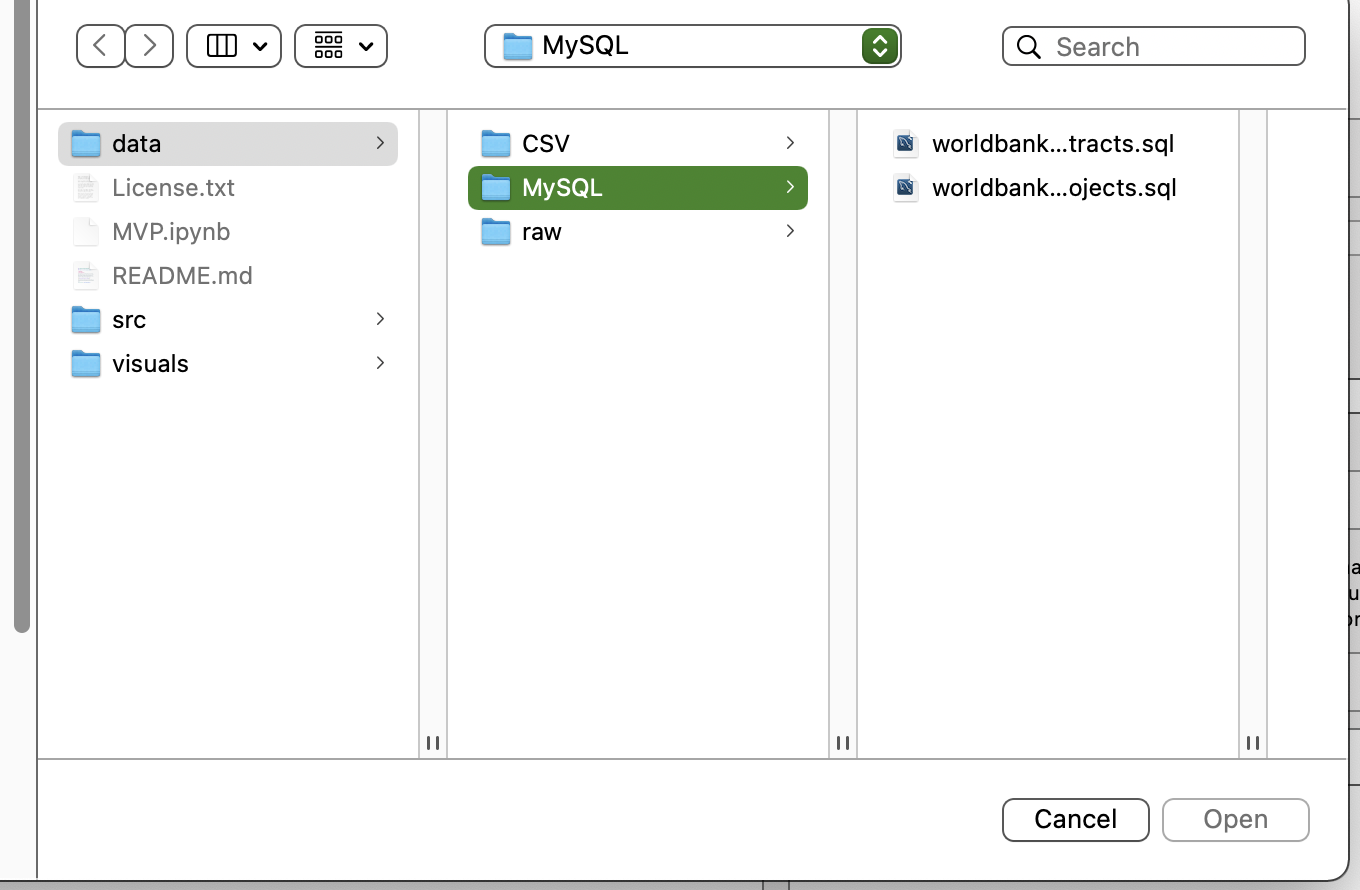 MySQL
Search
data
License.txt
MVP.ipynb
README.md
src
visuals
CSV
MySQL
raw
worldbank...tracts.sql
worldbank...ojects.sql
Cancel
Open